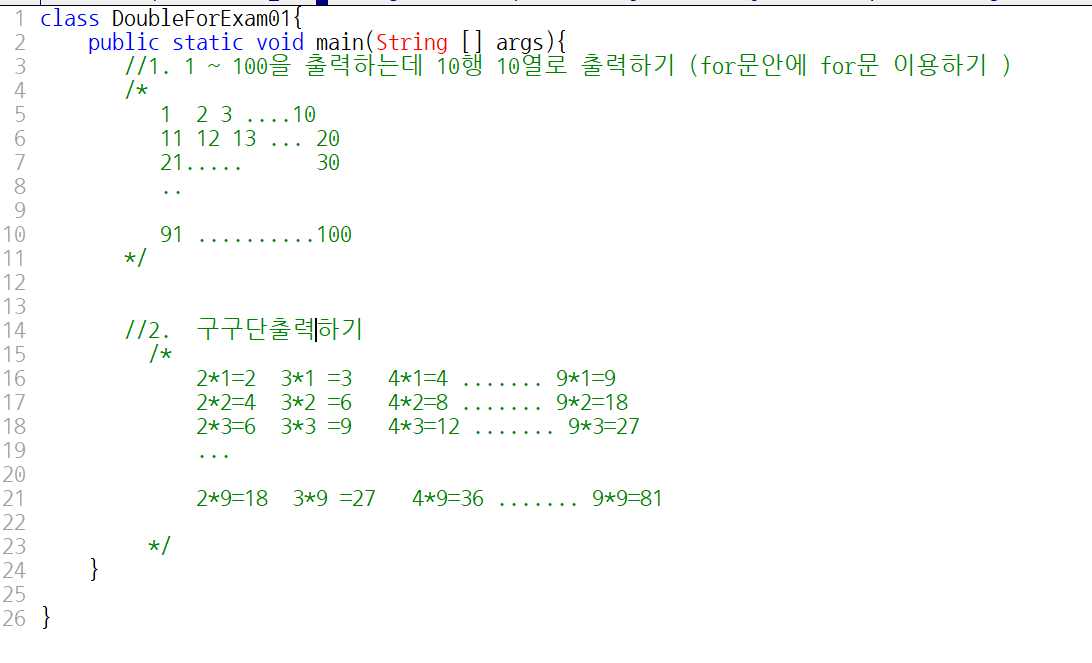 1 class DoubleForExam01{
2 public static void main(String [] args){
3 //1. 1 ~ 100을 출력하는데 10행 10열로 출력하기 (for문안에 for문 이용하기 )
4 /*
5 1 2 3 ....10
6 11 12 13 ... 20
7 21..... 30
8 ..
9
10 91 ..........100
11 */
12
13
14 //2. 구구단출력하기
15 /*
16 2*1=2 3*1 =3 4*1=4 ....... 9*1=9
17 2*2=4 3*2 =6 4*2=8 ....... 9*2=18
18 2*3=6 3*3 =9 4*3=12 ....... 9*3=27
19 ...
20
21 2*9=18 3*9 =27 4*9=36 ....... 9*9=81
22
23 */
24 }
25
26 }